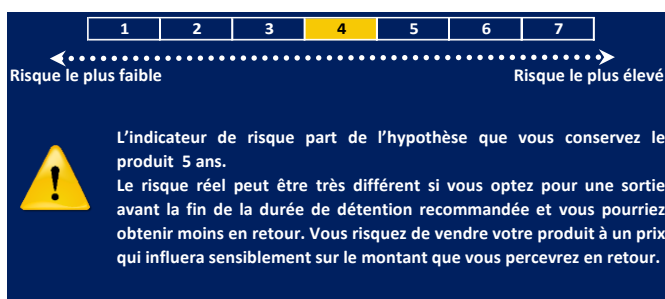 1 2 3 4 5 6 7
Risque le plus faible Risque le plus élevé
L'indicateur de risque part de l'hypothèse que vous conservez le
produit 5 ans.
Le risque réel peut être très différent si vous optez pour une sortie
avant la fin de la durée de détention recommandée et vous pourriez
obtenir moins en retour. Vous risquez de vendre votre produit à un prix
qui influera sensiblement sur le montant que vous percevrez en retour.